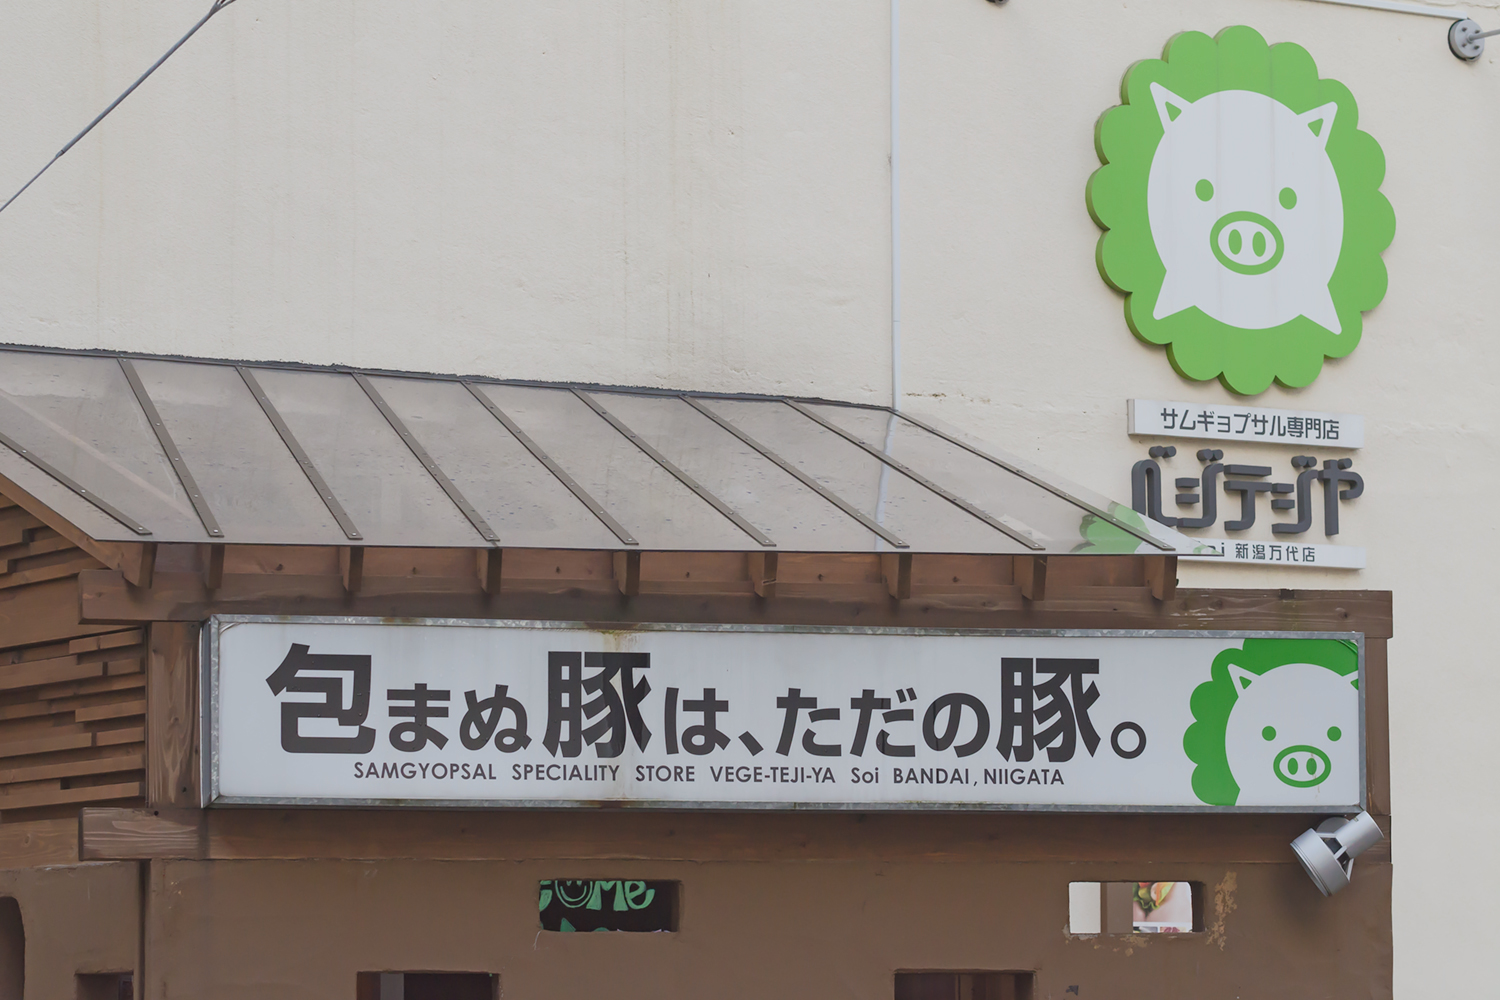 サムギョプサル専門店
ベジテジや
新潟万代店
包まぬ豚は、ただの豚。
SAMGYOPSAL SPECIALITY STORE VEGE-TEJI-YA Soi BANDAI, NIIGATA